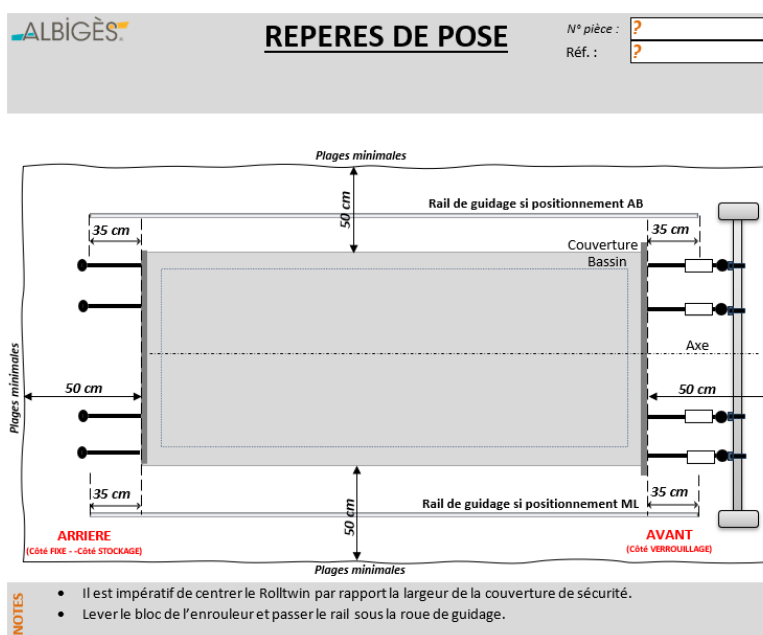 ALBIGÈS
REPERES DE POSE
N° pièce : ?
Réf. : ?
Plages minimales
50 cm
Rail de guidage si positionnement AB
35 cm
35 cm
Couverture
Bassin
Axe
Plages minimales
50 cm
50 cm
35 cm
35 cm
Rail de guidage si positionnement ML
50 cm
ARRIERE
(Côté FIXE - -Côté STOCKAGE)
AVANT
(Côté VERROUILLAGE)
Plages minimales
NOTES
• Il est impératif de centrer le Rolltwin par rapport la largeur de la couverture de sécurité.
• Lever le bloc de l'enrouleur et passer le rail sous la roue de guidage.